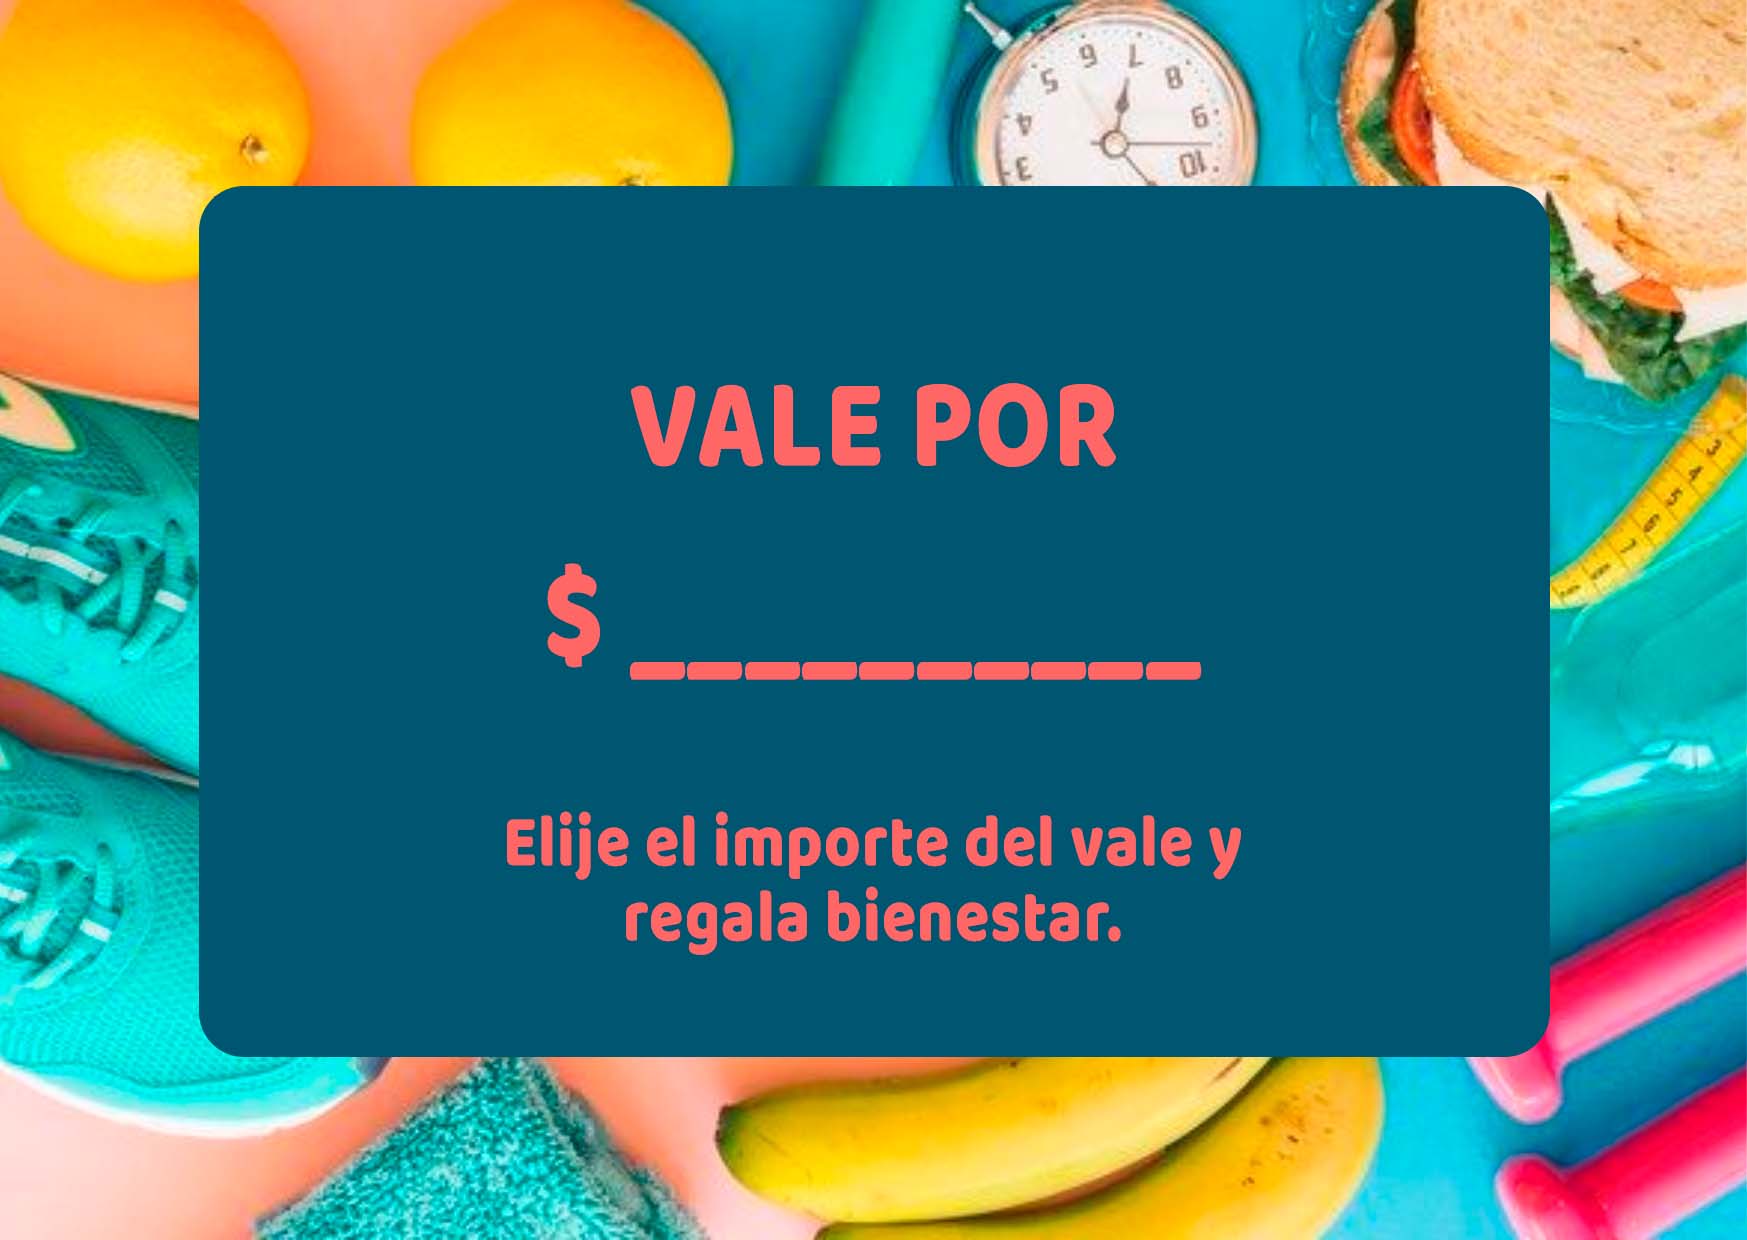 VALE POR
$ __________
Elije el importe del vale y
regala bienestar.